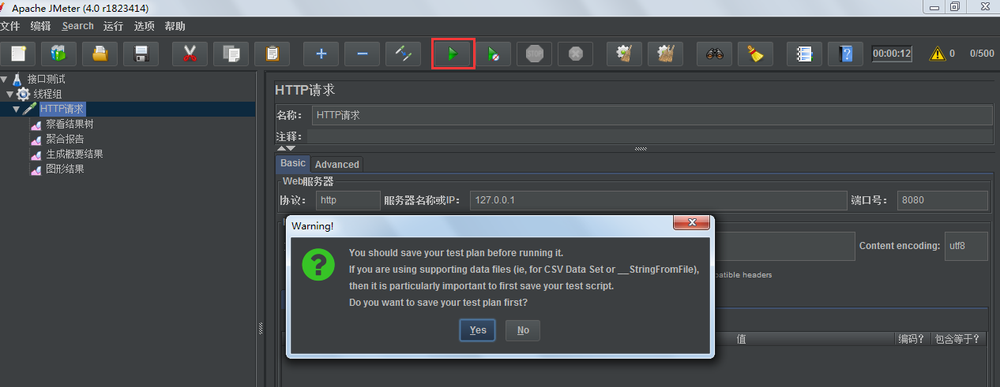 Apache JMeter (4.0 r1823414)
文件 编辑 Search 运行 选项 帮助
STOP
00:00:12 0 0/500
接口测试
线程组
HTTP请求
察看结果树
聚合报告
生成概要结果
图形结果
HTTP请求
名称： HTTP请求
注释：
Basic Advanced
Web服务器
协议： http 服务器名称或IP： 127.0.0.1 端口号： 8080
Content encoding: utf8
patible headers
值 编码? 包含等于?
Warning!
You should save your test plan before running it.
If you are using supporting data files (ie, for CSV Data Set or __StringFromFile),
then it is particularly important to first save your test script.
Do you want to save your test plan first?
Yes No